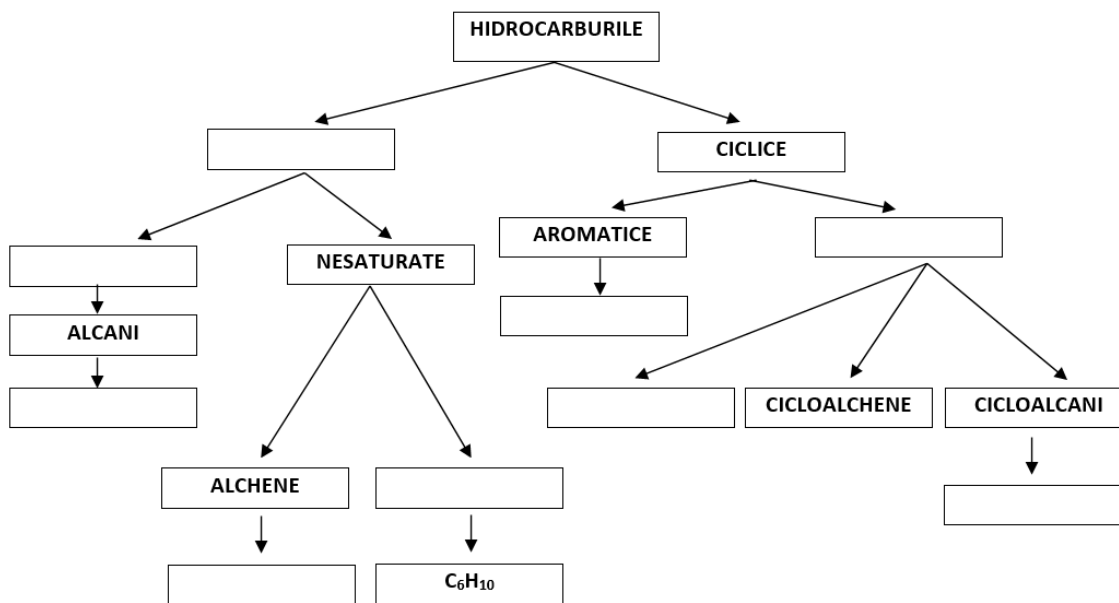 HIDROCARBURILE
CICLICE
AROMATICE
NESATURATE
ALCANI
CICLOALCHENE
CICLOALCANI
ALCHENE
C₆H₁₀